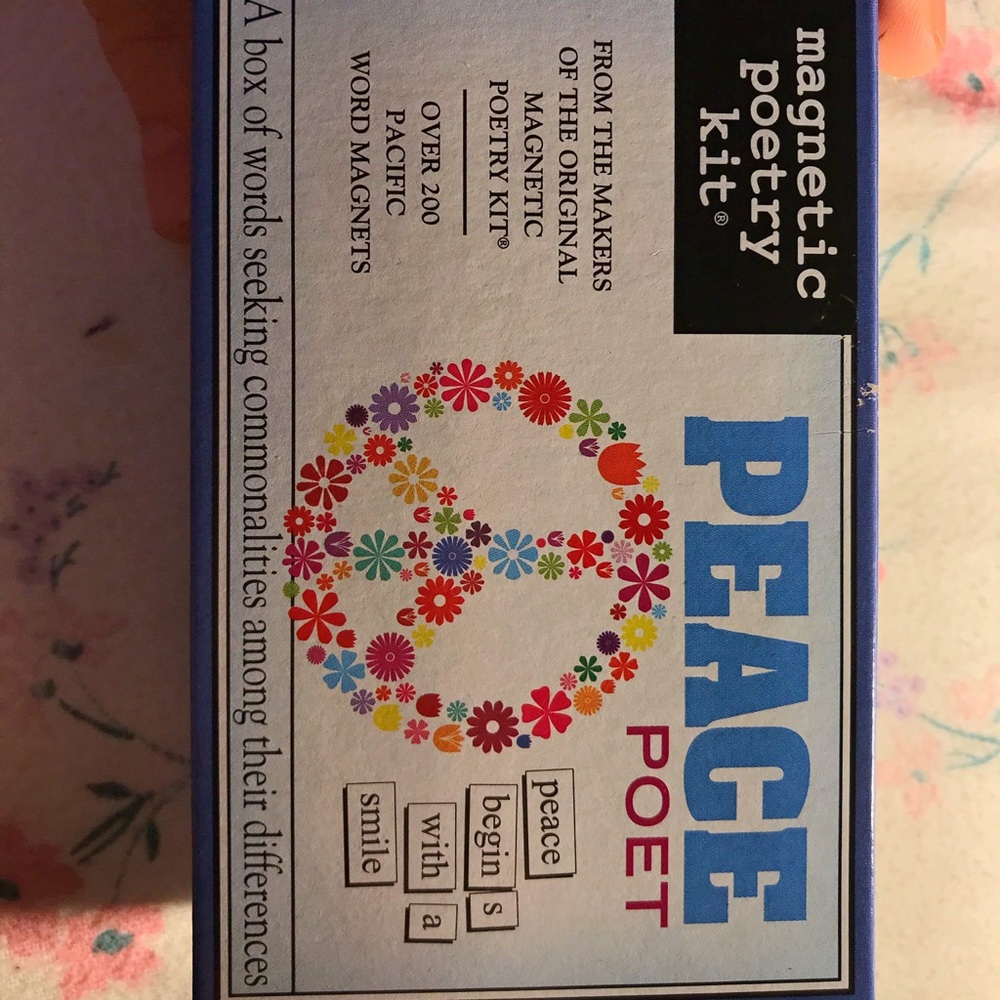 magnetic
poetry
kit®
PEACE
POET
FROM THE MAKERS
OF THE ORIGINAL
MAGNETIC
POETRY KIT®
OVER 200
PACIFIC
WORD MAGNETS
peace
begin s
with a
smile
A box of words seeking commonalities among their differences